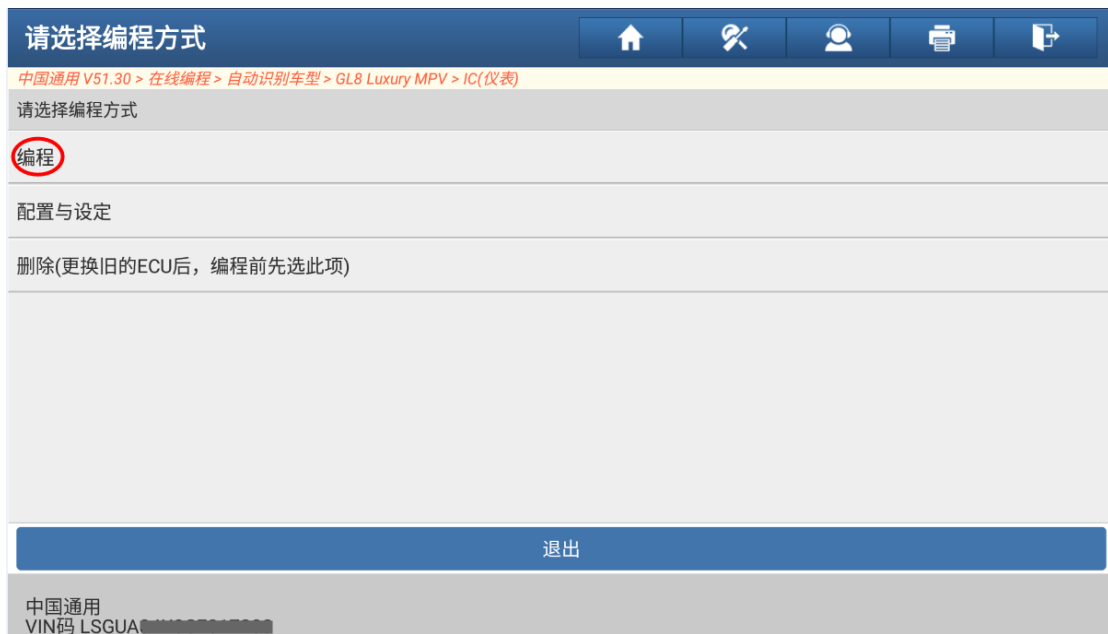 请选择编程方式
中国通用 V51.30 > 在线编程 > 自动识别车型 > GL8 Luxury MPV > IC(仪表)
请选择编程方式
编程
配置与设定
删除(更换旧的ECU后，编程前先选此项)
退出
中国通用
VIN码 LSGUA